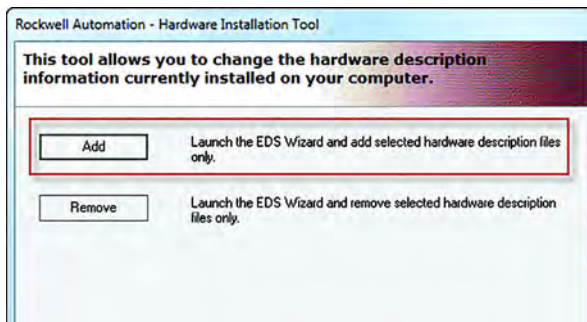 Rockwell Automation - Hardware Installation Tool
This tool allows you to change the hardware description
information currently installed on your computer.
Add
Launch the EDS Wizard and add selected hardware description files
only.
Remove
Launch the EDS Wizard and remove selected hardware description
files only.